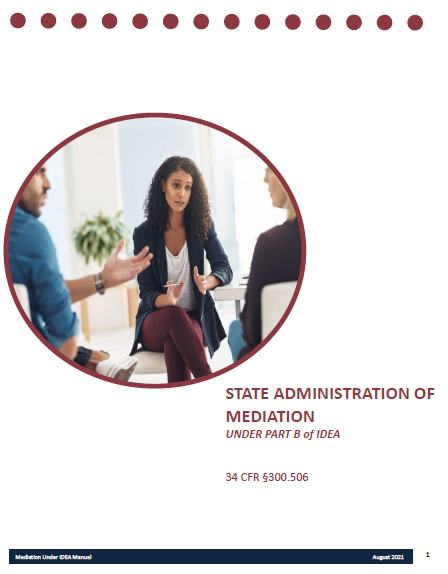 STATE ADMINISTRATION OF
MEDIATION
UNDER PART B of IDEA
34 CFR §300.506
Mediation Under IDEA Manual August 2021 1